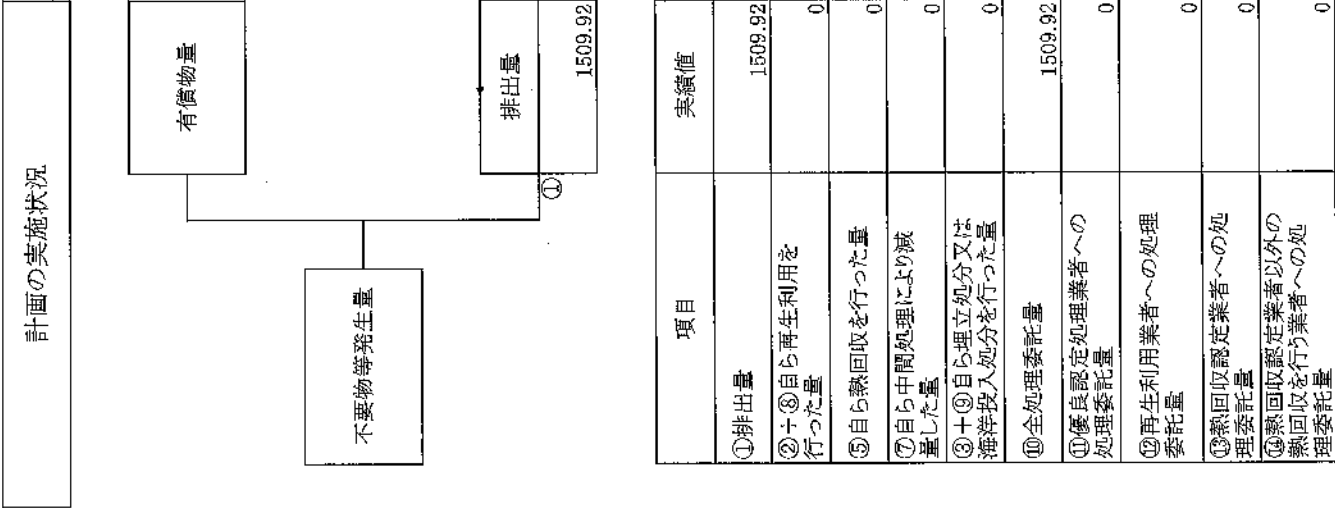 計画の実施状況
有償物量
不要物等発生量
排出量
①
1509.92
項目
実績値
①排出量
1509.92
②+⑧自ら再生利用を
行った量
0
⑤自ら熱回収を行った量
0
⑦自ら中間処理により減
量した量
0
③+⑨自ら埋立処分又は
海洋投入処分を行った量
0
⑩全処理委託量
1509.92
⑪優良認定処理業者への
処理委託量
0
⑫再生利用業者への処理
委託量
0
⑬熱回収認定業者への処
理委託量
0
⑭熱回収認定業者以外の
熱回収を行う業者への処
理委託量
0